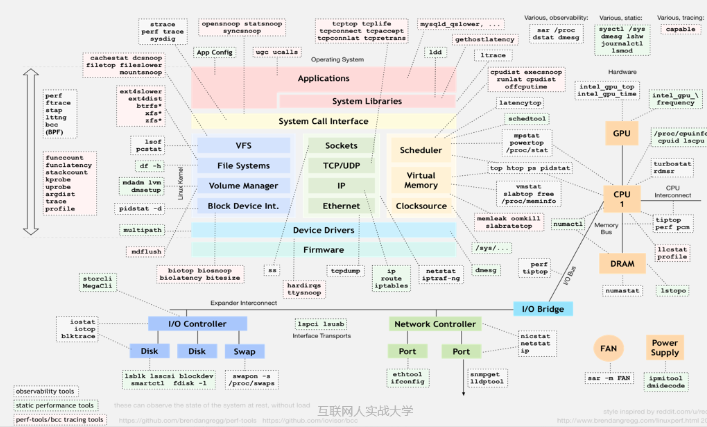 strace
perf trace
sysdig
opensnoop statsnoop
syncsnoop
tcptop tcplife
tcpconnect tcpaccept
tcpconnlat tcpretrans
mysqld_qslower, ...
gethostlatency
Various, observability:
sar /proc
dstat dmesg
Various, static:
sysctl /sys
dmesg lshw
journalctl
lsmod
Various, tracing:
capable
App Config
ugc ucalls
ldd
ltrace
cachestat dcsnoop
filetop fileslower
mountsnoop
Operating System
Applications
System Libraries
System Call Interface
cpudist execsnoop
runlat cpudist
offcputime
Hardware
intel_gpu_top
intel_gpu_time
intel_gpu_\
frequency
perf
ftrace
stap
lttng
bcc
(BPF)
ext4slower
ext4dist
btrfs*
xfs*
zfs*
latencytop
schedtool
GPU
/proc/cpuinfo
cpuid lscpu
funccount
funclatency
stackcount
kprobe
uprobe
argdist
trace
profile
lsof
pcstat
df -h
mdadm lvm
dmsetup
pidstat -d
multipath
mdflush
Linux Kernel
VFS
File Systems
Volume Manager
Block Device Int.
Sockets
TCP/UDP
IP
Ethernet
Scheduler
Virtual
Memory
Clocksource
mpstat
powertop
/proc/stat
top htop ps pidstat
vmstat
slabtop free
/proc/meminfo
memleak oomkill
slabratetop
turbostat
rdmsr
CPU
1
CPU
Interconnect
Memory
Bus
numactl
tiptop
perf pcm
llcstat
profile
Device Drivers
Firmware
/sys/...
perf
tiptop
I/O Bus
DRAM
numastat
lstopo
biotop biosnoop
biolatency bitesize
ss
hardirqs
ttysnoop
tcpdump
ip
route
iptables
netstat
iptraf-ng
dmesg
storcli
MegaCli
Expander Interconnect
I/O Bridge
iostat
iotop
blktrace
I/O Controller
Disk
Disk
Swap
lspci lsusb
Interface Transports
Network Controller
Port
Port
nicstat
netstat
ip
FAN
Power
Supply
lsblk lsscsi blockdev
smartctl fdisk -l
swapon -s
/proc/swaps
ethtool
ifconfig
snmpget
lldptool
sar -m FAN
ipmitool
dmidecode
observability tools
static performance tools
perf-tools/bcc tracing tools
these can observe the state of the system at rest, without load
https://github.com/brendangregg/perf-tools https://github.com/iovisor/bcc
互联网人实战大学
style inspired by reddit.com/u/
http://www.brendangregg.com/linuxperf.html